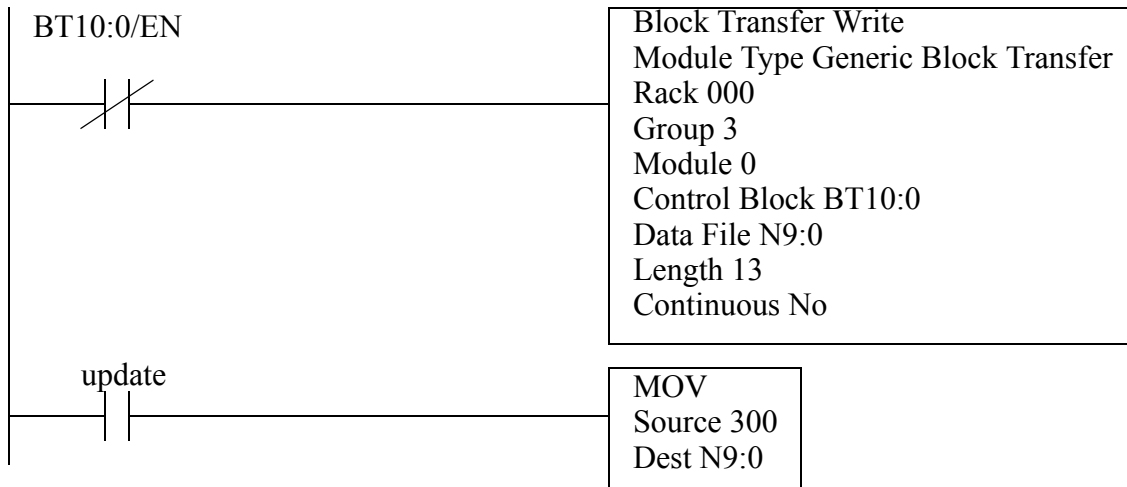 BT10:0/EN
Block Transfer Write
Module Type Generic Block Transfer
Rack 000
Group 3
Module 0
Control Block BT10:0
Data File N9:0
Length 13
Continuous No
update
MOV
Source 300
Dest N9:0